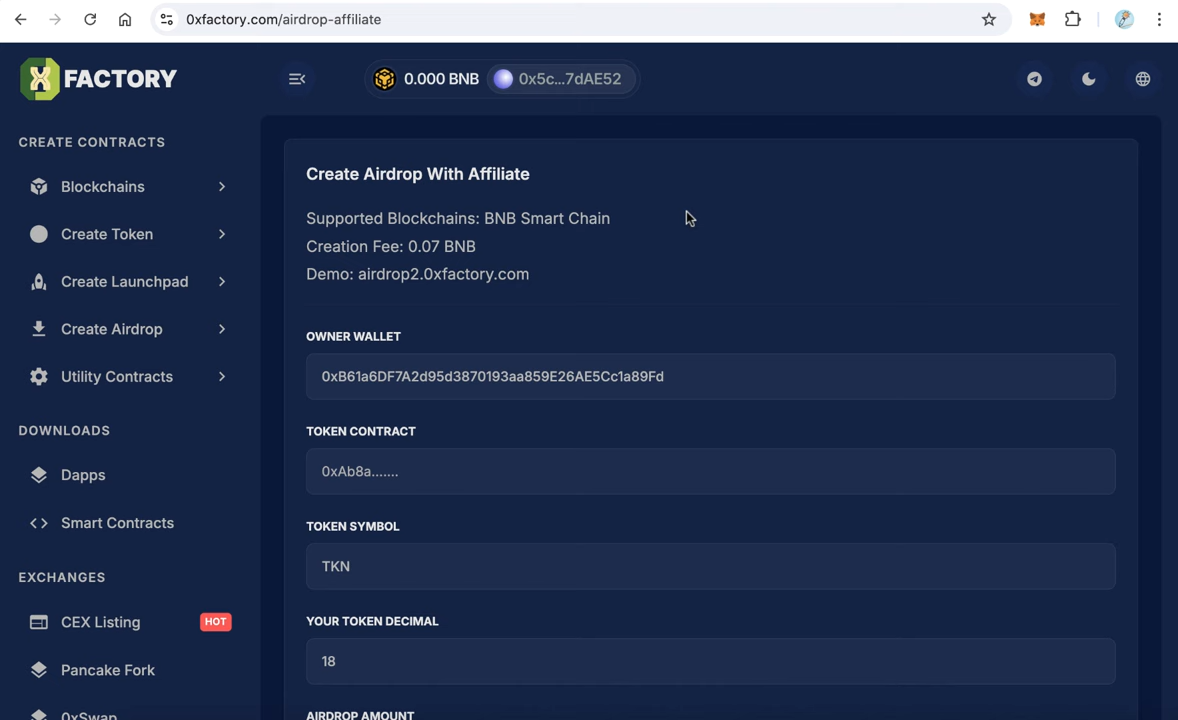 0xfactory.com/airdrop-affiliate
X FACTORY
0.000 BNB
0x5c...7dAE52
CREATE CONTRACTS
Blockchains
Create Token
Create Launchpad
Create Airdrop
Utility Contracts
DOWNLOADS
Dapps
Smart Contracts
EXCHANGES
CEX Listing HOT
Pancake Fork
0xSwap
Create Airdrop With Affiliate
Supported Blockchains: BNB Smart Chain
Creation Fee: 0.07 BNB
Demo: airdrop2.0xfactory.com
OWNER WALLET
0xB61a6DF7A2d95d3870193aa859E26AE5Cc1a89Fd
TOKEN CONTRACT
0xAb8a.......
TOKEN SYMBOL
TKN
YOUR TOKEN DECIMAL
18
AIRDROP AMOUNT